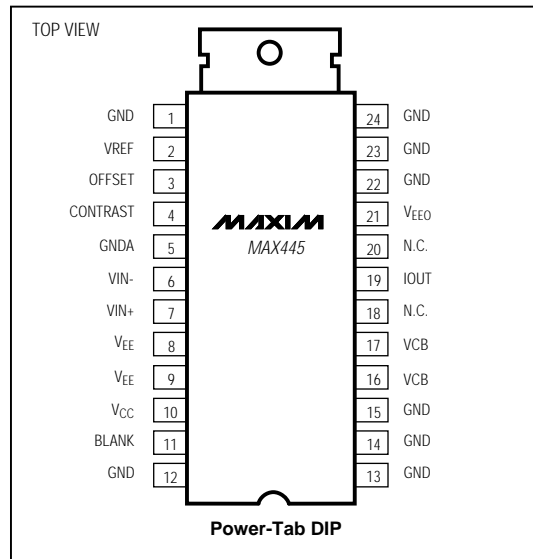 TOP VIEW
GND 1 24 GND
VREF 2 23 GND
OFFSET 3 22 GND
CONTRAST 4 21 VEEO
MAXIM
MAX445
GNDA 5 20 N.C.
VIN- 6 19 IOUT
VIN+ 7 18 N.C.
VEE 8 17 VCB
VEE 9 16 VCB
VCC 10 15 GND
BLANK 11 14 GND
GND 12 13 GND
Power-Tab DIP